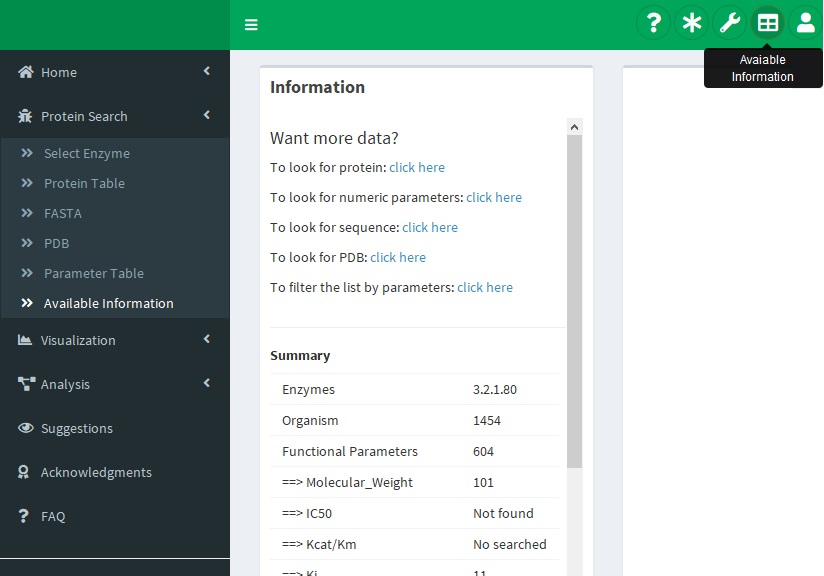 Avaiable
Information
Home
Protein Search
Select Enzyme
Protein Table
FASTA
PDB
Parameter Table
Available Information
Visualization
Analysis
Suggestions
Acknowledgments
FAQ
Information
Want more data?
To look for protein: click here
To look for numeric parameters: click here
To look for sequence: click here
To look for PDB: click here
To filter the list by parameters: click here
Summary
Enzymes 3.2.1.80
Organism 1454
Functional Parameters 604
==> Molecular_Weight 101
==> IC50 Not found
==> Kcat/Km No searched
==> Ki 11